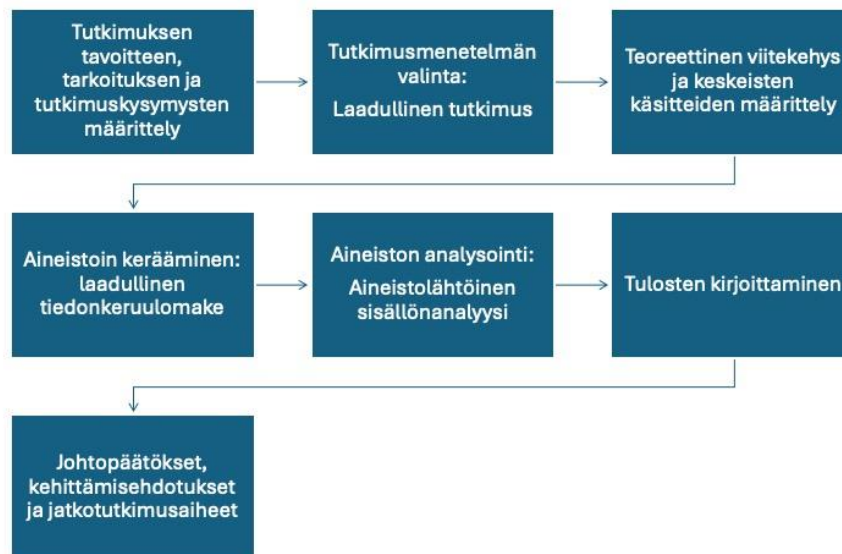 Tutkimuksen
tavoitteen,
tarkoituksen ja
tutkimuskysymysten
määrittely
Tutkimusmenetelmän
valinta:
Laadullinen tutkimus
Teoreettinen viitekehys
ja keskeisten
käsitteiden määrittely
Aineistoin kerääminen:
laadullinen
tiedonkeruulomake
Aineiston analysointi:
Aineistolähtöinen
sisällönanalyysi
Tulosten kirjoittaminen
Johtopäätökset,
kehittämisehdotukset
ja jatkotutkimusaiheet